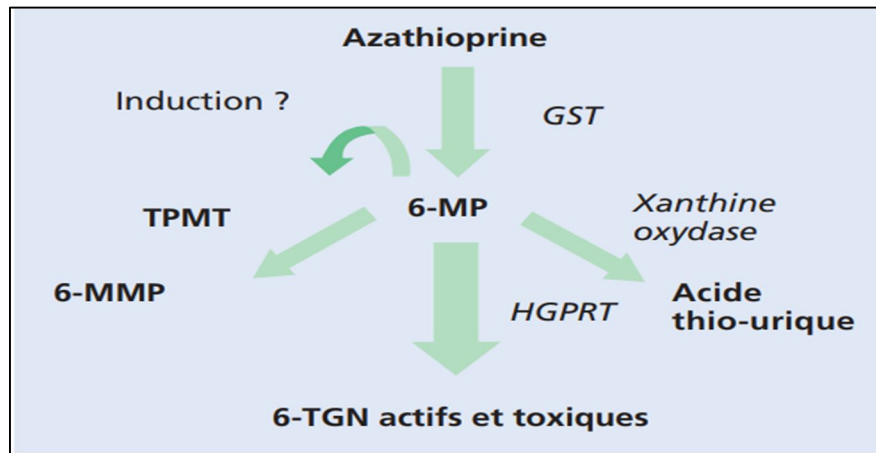 Azathioprine
Induction ?
GST
TPMT
6-MP
Xanthine
oxydase
6-MMP
HGPRT
Acide
thio-urique
6-TGN actifs et toxiques